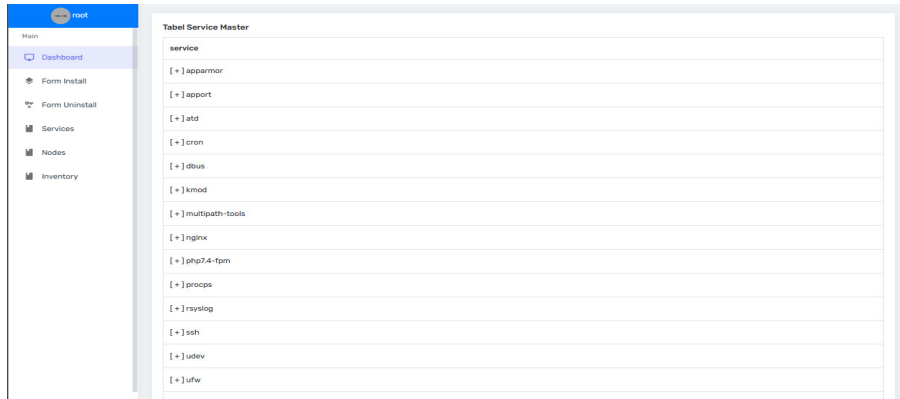 root
Main
Dashboard
Form Install
Form Uninstall
Services
Nodes
Inventory
Tabel Service Master
service
[ + ] apparmor
[ + ] apport
[ + ] atd
[ + ] cron
[ + ] dbus
[ + ] kmod
[ + ] multipath-tools
[ + ] nginx
[ + ] php7.4-fpm
[ + ] procps
[ + ] rsyslog
[ + ] ssh
[ + ] udev
[ + ] ufw